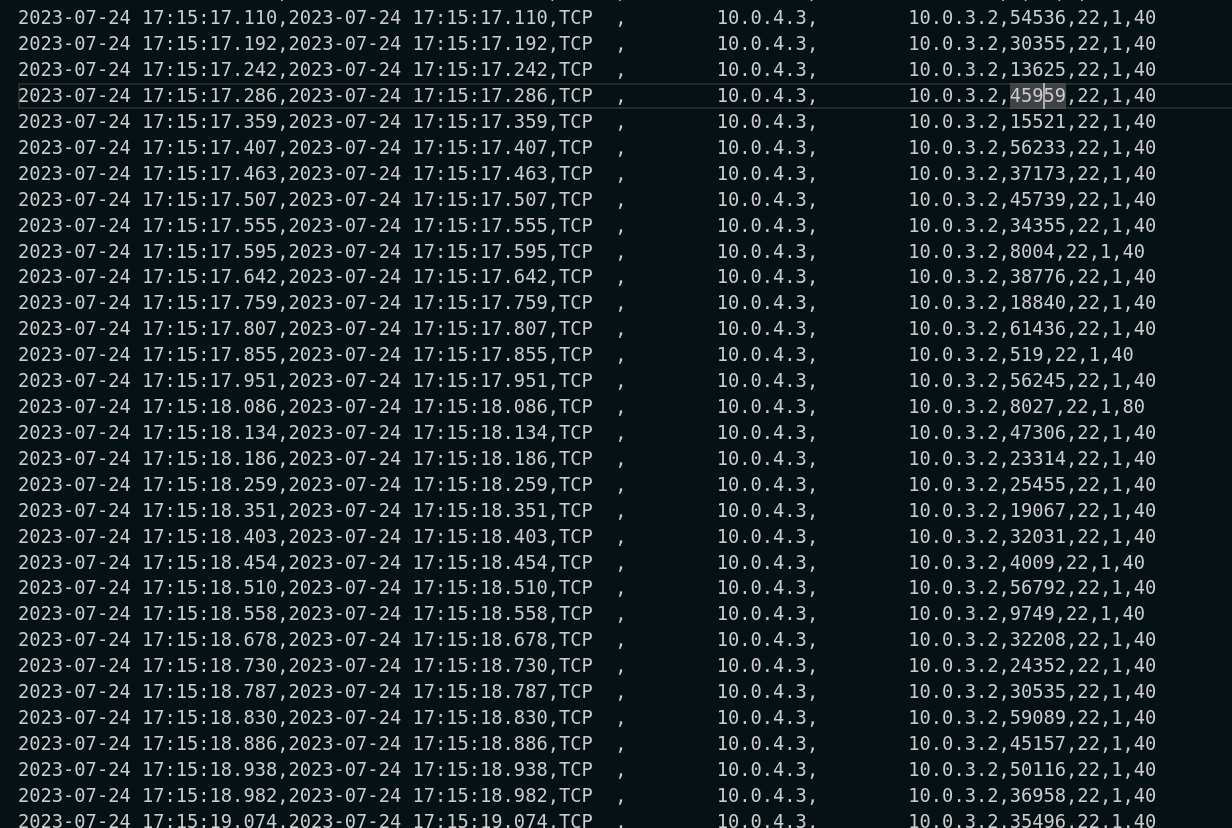 2023-07-24 17:15:17.110,2023-07-24 17:15:17.110,TCP  ,        10.0.4.3,        10.0.3.2,54536,22,1,40
2023-07-24 17:15:17.192,2023-07-24 17:15:17.192,TCP  ,        10.0.4.3,        10.0.3.2,30355,22,1,40
2023-07-24 17:15:17.242,2023-07-24 17:15:17.242,TCP  ,        10.0.4.3,        10.0.3.2,13625,22,1,40
2023-07-24 17:15:17.286,2023-07-24 17:15:17.286,TCP  ,        10.0.4.3,        10.0.3.2,45959,22,1,40
2023-07-24 17:15:17.359,2023-07-24 17:15:17.359,TCP  ,        10.0.4.3,        10.0.3.2,15521,22,1,40
2023-07-24 17:15:17.407,2023-07-24 17:15:17.407,TCP  ,        10.0.4.3,        10.0.3.2,56233,22,1,40
2023-07-24 17:15:17.463,2023-07-24 17:15:17.463,TCP  ,        10.0.4.3,        10.0.3.2,37173,22,1,40
2023-07-24 17:15:17.507,2023-07-24 17:15:17.507,TCP  ,        10.0.4.3,        10.0.3.2,45739,22,1,40
2023-07-24 17:15:17.555,2023-07-24 17:15:17.555,TCP  ,        10.0.4.3,        10.0.3.2,34355,22,1,40
2023-07-24 17:15:17.595,2023-07-24 17:15:17.595,TCP  ,        10.0.4.3,        10.0.3.2,8004,22,1,40
2023-07-24 17:15:17.642,2023-07-24 17:15:17.642,TCP  ,        10.0.4.3,        10.0.3.2,38776,22,1,40
2023-07-24 17:15:17.759,2023-07-24 17:15:17.759,TCP  ,        10.0.4.3,        10.0.3.2,18840,22,1,40
2023-07-24 17:15:17.807,2023-07-24 17:15:17.807,TCP  ,        10.0.4.3,        10.0.3.2,61436,22,1,40
2023-07-24 17:15:17.855,2023-07-24 17:15:17.855,TCP  ,        10.0.4.3,        10.0.3.2,519,22,1,40
2023-07-24 17:15:17.951,2023-07-24 17:15:17.951,TCP  ,        10.0.4.3,        10.0.3.2,56245,22,1,40
2023-07-24 17:15:18.086,2023-07-24 17:15:18.086,TCP  ,        10.0.4.3,        10.0.3.2,8027,22,1,80
2023-07-24 17:15:18.134,2023-07-24 17:15:18.134,TCP  ,        10.0.4.3,        10.0.3.2,47306,22,1,40
2023-07-24 17:15:18.186,2023-07-24 17:15:18.186,TCP  ,        10.0.4.3,        10.0.3.2,23314,22,1,40
2023-07-24 17:15:18.259,2023-07-24 17:15:18.259,TCP  ,        10.0.4.3,        10.0.3.2,25455,22,1,40
2023-07-24 17:15:18.351,2023-07-24 17:15:18.351,TCP  ,        10.0.4.3,        10.0.3.2,19067,22,1,40
2023-07-24 17:15:18.403,2023-07-24 17:15:18.403,TCP  ,        10.0.4.3,        10.0.3.2,32031,22,1,40
2023-07-24 17:15:18.454,2023-07-24 17:15:18.454,TCP  ,        10.0.4.3,        10.0.3.2,4009,22,1,40
2023-07-24 17:15:18.510,2023-07-24 17:15:18.510,TCP  ,        10.0.4.3,        10.0.3.2,56792,22,1,40
2023-07-24 17:15:18.558,2023-07-24 17:15:18.558,TCP  ,        10.0.4.3,        10.0.3.2,9749,22,1,40
2023-07-24 17:15:18.678,2023-07-24 17:15:18.678,TCP  ,        10.0.4.3,        10.0.3.2,32208,22,1,40
2023-07-24 17:15:18.730,2023-07-24 17:15:18.730,TCP  ,        10.0.4.3,        10.0.3.2,24352,22,1,40
2023-07-24 17:15:18.787,2023-07-24 17:15:18.787,TCP  ,        10.0.4.3,        10.0.3.2,30535,22,1,40
2023-07-24 17:15:18.830,2023-07-24 17:15:18.830,TCP  ,        10.0.4.3,        10.0.3.2,59089,22,1,40
2023-07-24 17:15:18.886,2023-07-24 17:15:18.886,TCP  ,        10.0.4.3,        10.0.3.2,45157,22,1,40
2023-07-24 17:15:18.938,2023-07-24 17:15:18.938,TCP  ,        10.0.4.3,        10.0.3.2,50116,22,1,40
2023-07-24 17:15:18.982,2023-07-24 17:15:18.982,TCP  ,        10.0.4.3,        10.0.3.2,36958,22,1,40
2023-07-24 17:15:19.074,2023-07-24 17:15:19.074,TCP  ,        10.0.4.3,        10.0.3.2,35496,22,1,40